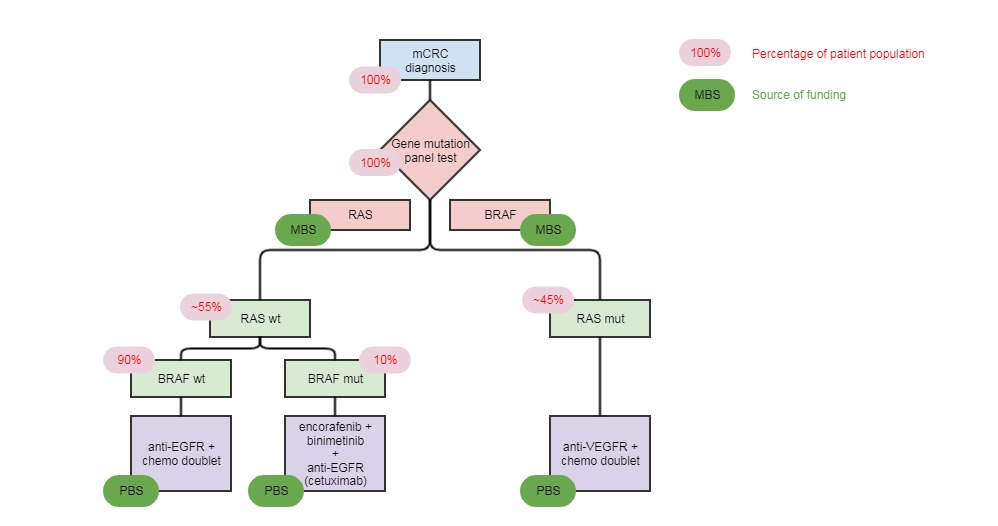 mCRC
diagnosis
100%
100%
Percentage of patient population
MBS
Source of funding
Gene mutation
panel test
100%
RAS
MBS
BRAF
MBS
~55%
RAS wt
~45%
RAS mut
90%
BRAF wt
BRAF mut
10%
anti-EGFR +
chemo doublet
PBS
encorafenib +
binimetinib
+
anti-EGFR
(cetuximab)
PBS
anti-VEGFR +
chemo doublet
PBS